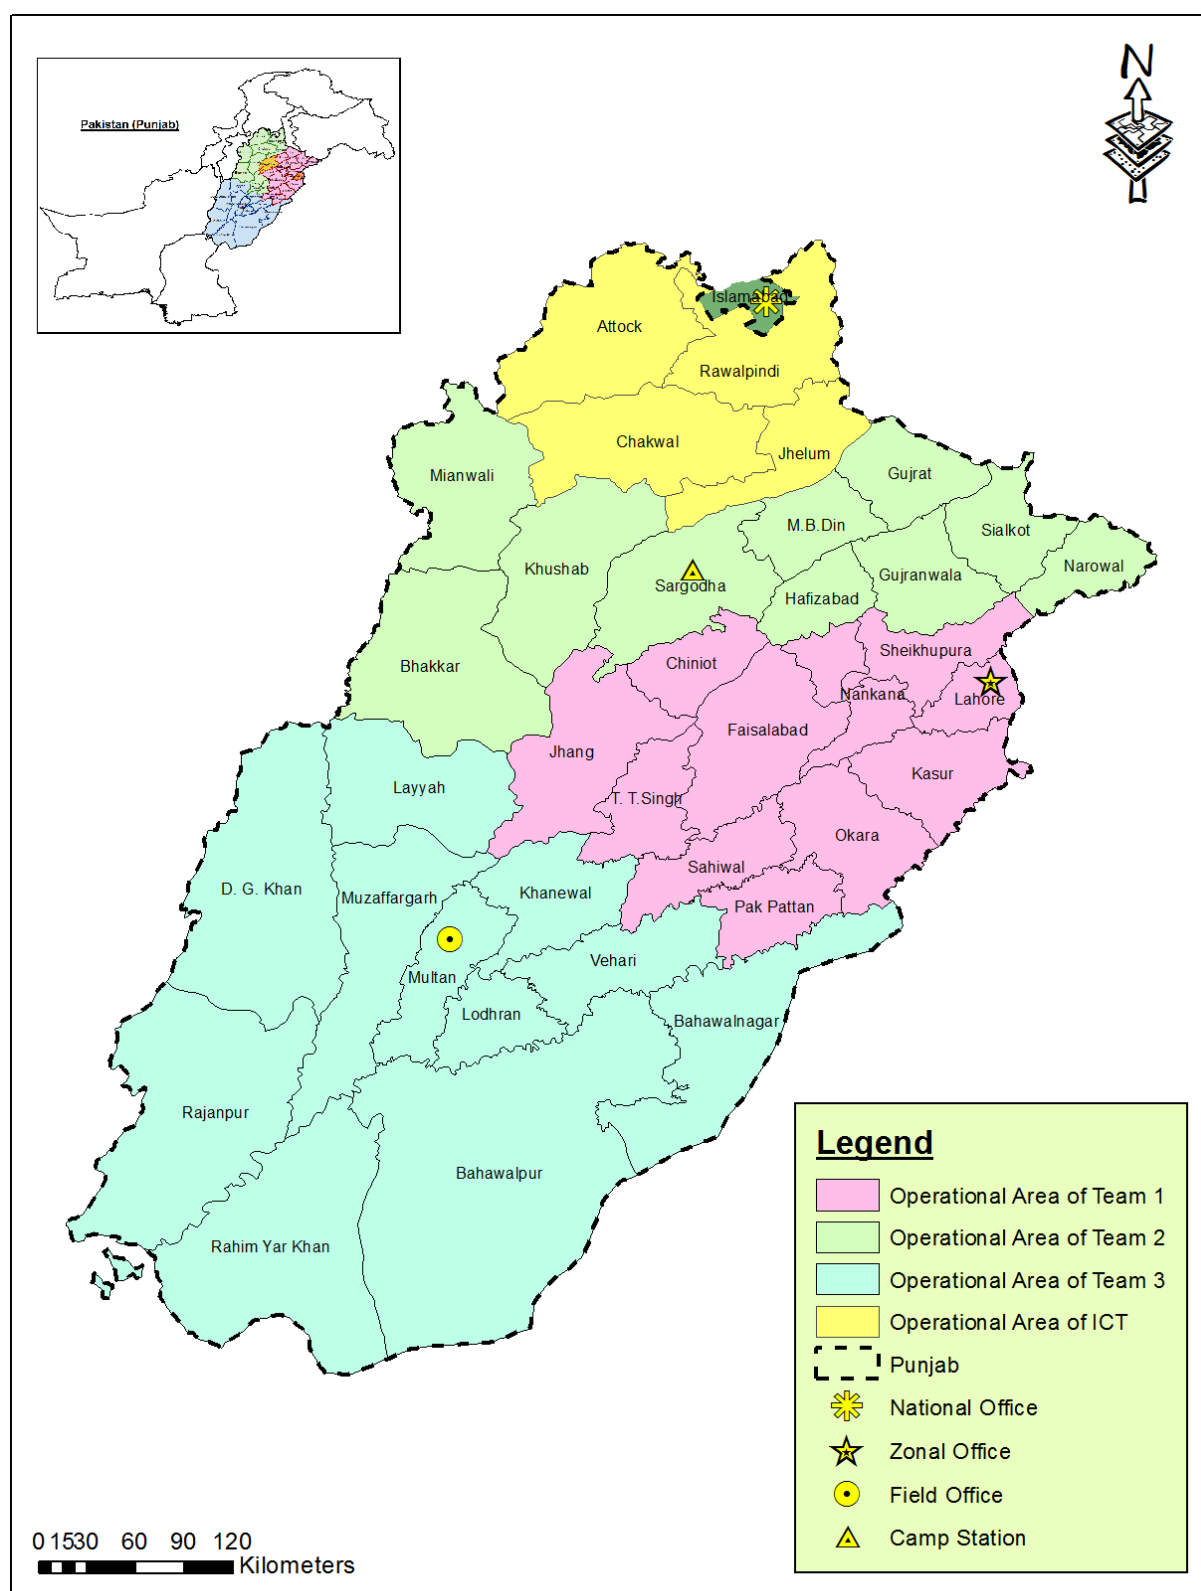 Pakistan (Punjab)
N
Islamabad
Attock
Rawalpindi
Chakwal
Jhelum
Mianwali
Gujrat
M.B.Din
Sialkot
Khushab
Sargodha
Hafizabad
Gujranwala
Narowal
Bhakkar
Chiniot
Sheikhupura
Nankana
Lahore
Jhang
Faisalabad
Kasur
Layyah
T. T.Singh
Okara
Sahiwal
D. G. Khan
Muzaffargarh
Khanewal
Pak Pattan
Vehari
Multan
Lodhran
Bahawalnagar
Rajanpur
Bahawalpur
Rahim Yar Khan
Legend
Operational Area of Team 1
Operational Area of Team 2
Operational Area of Team 3
Operational Area of ICT
Punjab
National Office
Zonal Office
Field Office
Camp Station
0 1530 60 90 120
Kilometers